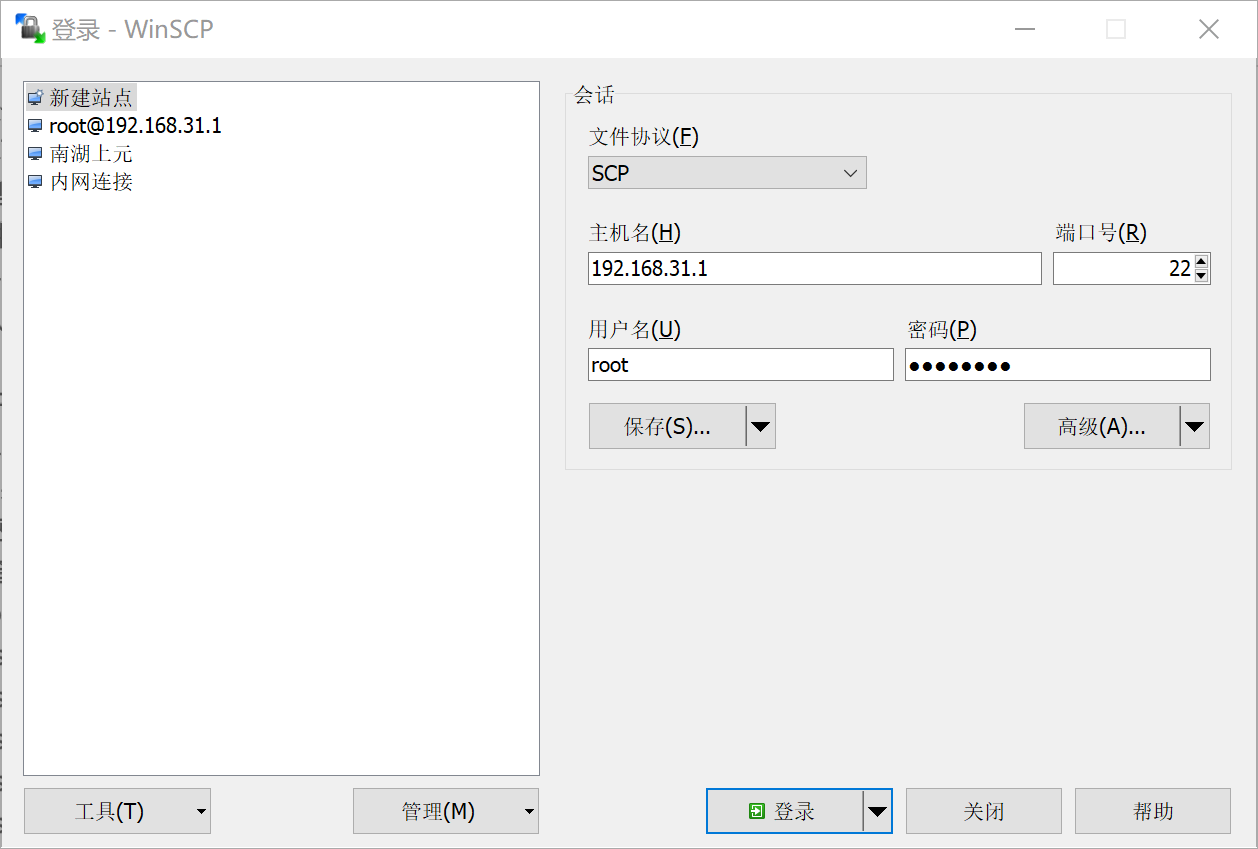 登录 - WinSCP
新建站点
root@192.168.31.1
南湖上元
内网连接
会话
文件协议(F)
SCP
主机名(H)
端口号(R)
192.168.31.1
22
用户名(U)
密码(P)
root
●●●●●●●●
保存(S)...
高级(A)...
工具(T)
管理(M)
登录
关闭
帮助